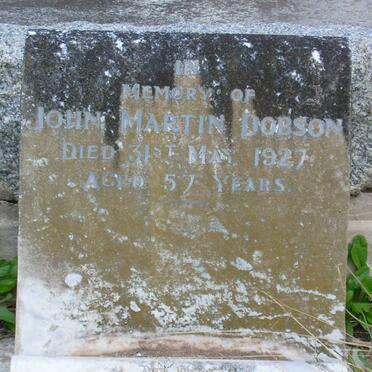 IN
MEMORY OF
JOHN MARTIN DOBSON
DIED 31ST MAY 1927
AGED 57 YEARS.